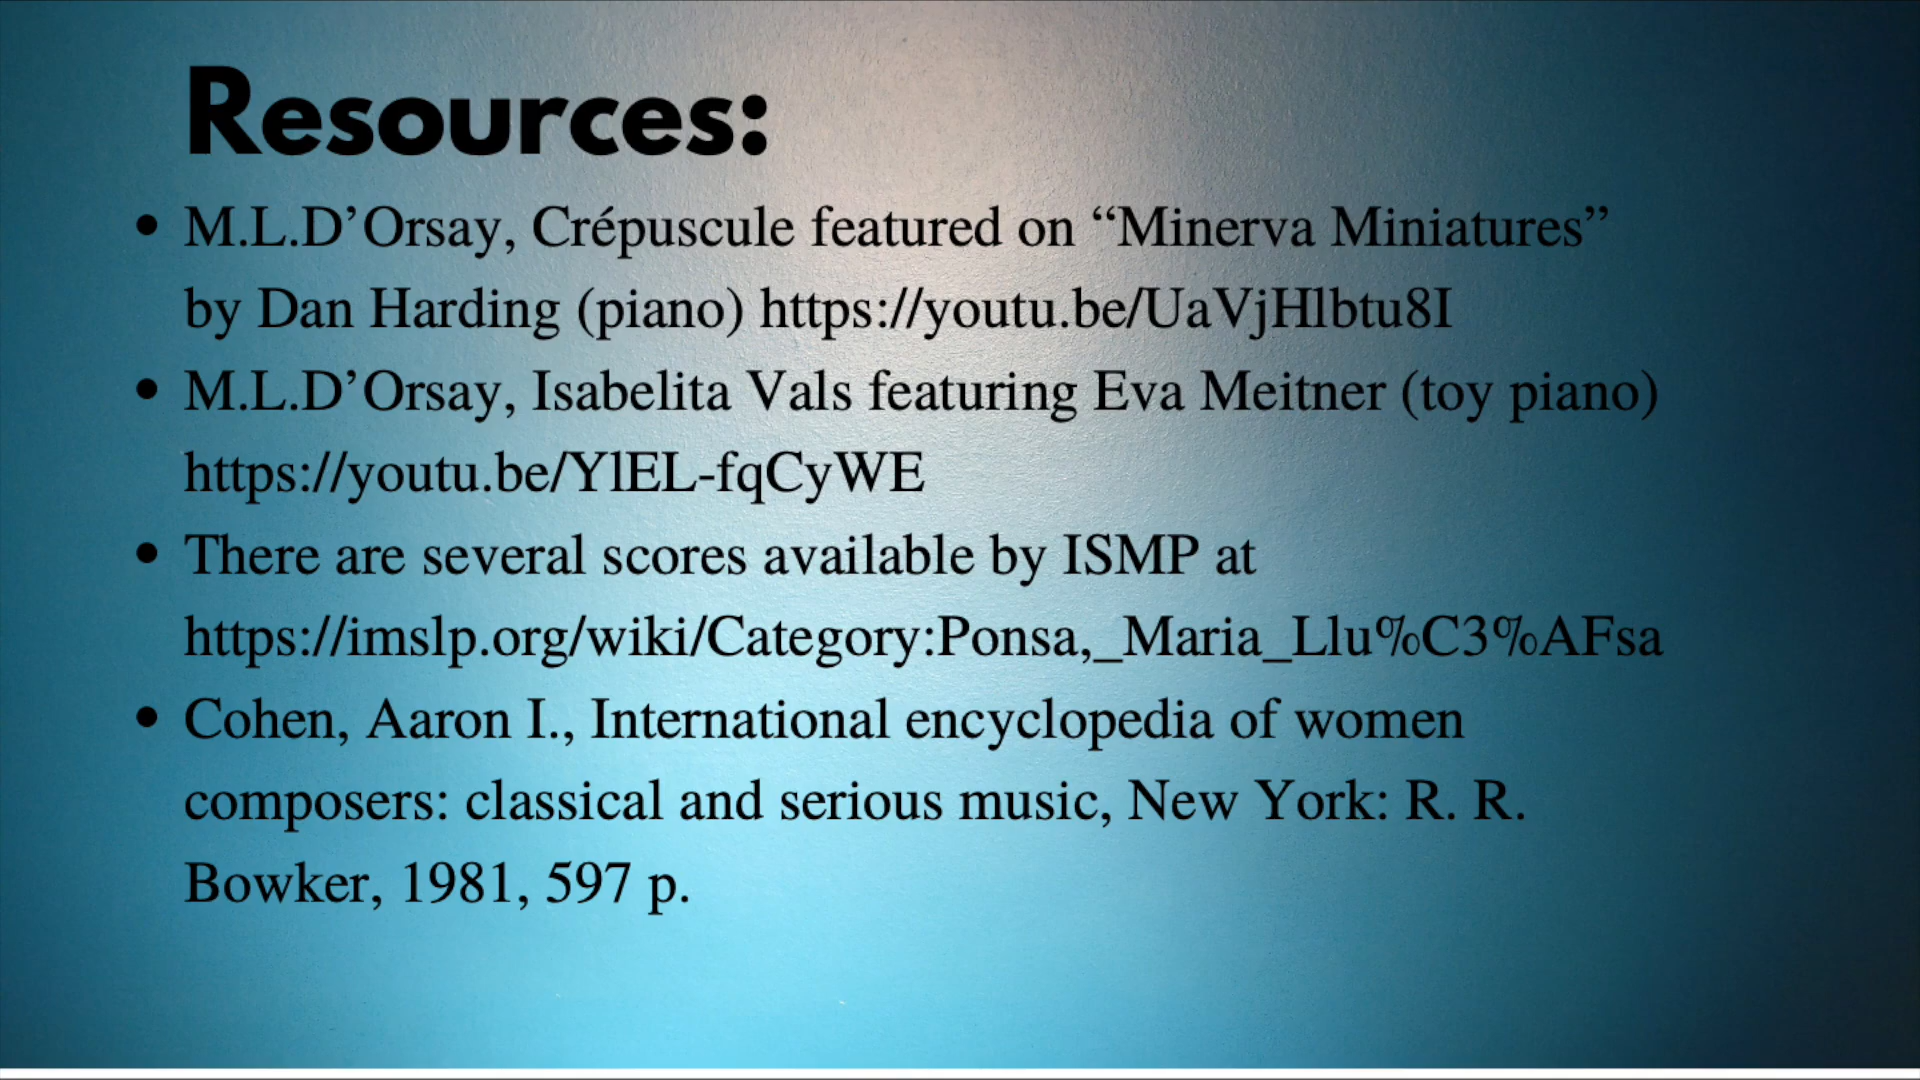 Resources:
• M.L.D’Orsay, Crépuscule featured on “Minerva Miniatures”
by Dan Harding (piano) https://youtu.be/UaVjHlbtu8I
• M.L.D’Orsay, Isabelita Vals featuring Eva Meitner (toy piano)
https://youtu.be/YlEL-fqCyWE
• There are several scores available by ISMP at
https://imslp.org/wiki/Category:Ponsa,_Maria_Llu%C3%AFsa
• Cohen, Aaron I., International encyclopedia of women
composers: classical and serious music, New York: R. R.
Bowker, 1981, 597 p.